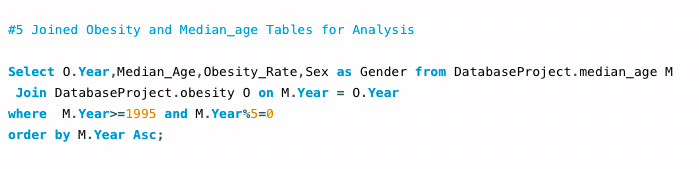 #5 Joined Obesity and Median_age Tables for Analysis
Select O.Year,Median_Age,Obesity_Rate,Sex as Gender from DatabaseProject.median_age M
Join DatabaseProject.obesity O on M.Year = O.Year
where  M.Year>=1995 and M.Year%5=0
order by M.Year Asc;